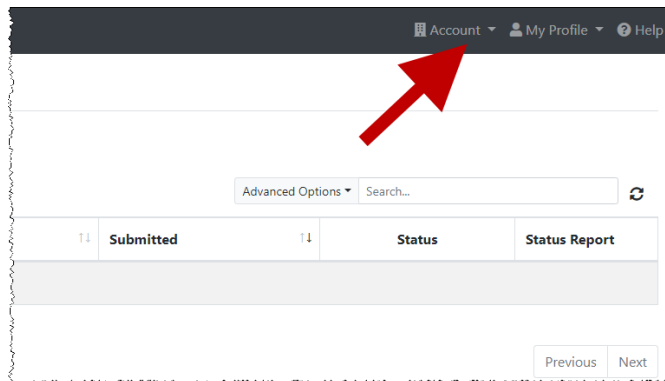 Account My Profile Help
Advanced Options Search...
Submitted Status Status Report
Previous Next